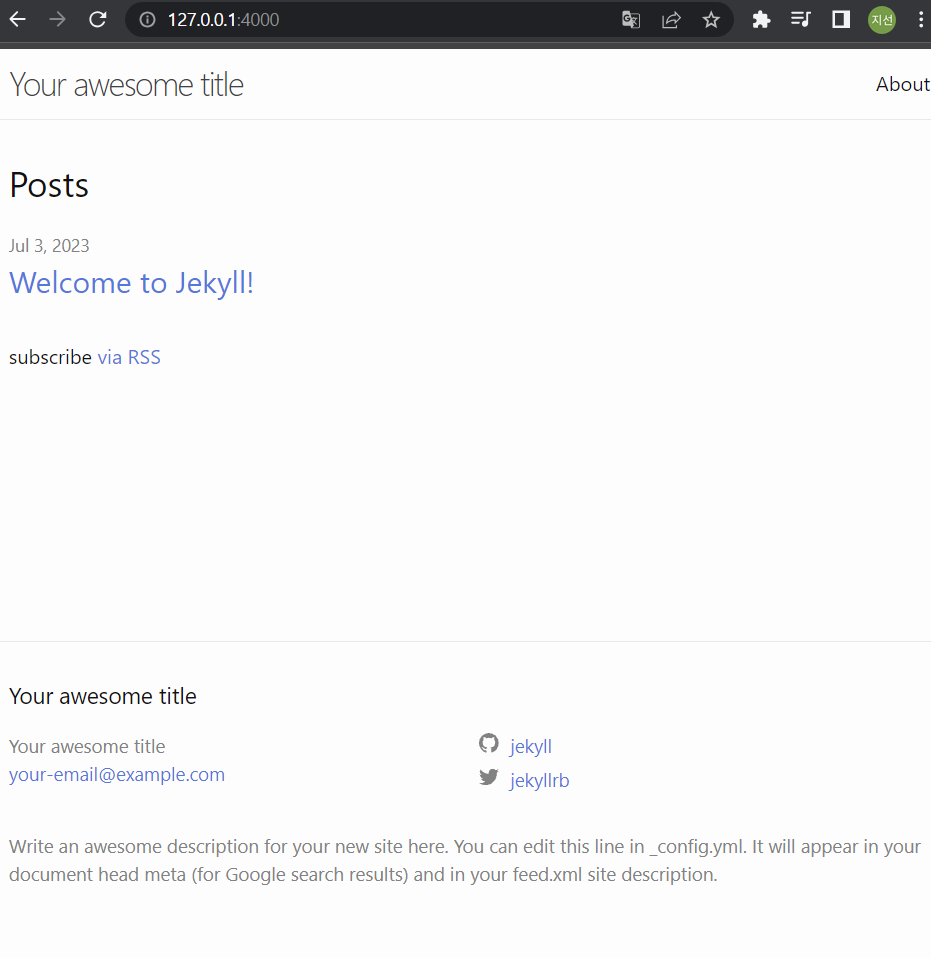 127.0.0.1:4000
지선
Your awesome title
About
Posts
Jul 3, 2023
Welcome to Jekyll!
subscribe via RSS
Your awesome title
Your awesome title
your-email@example.com
jekyll
jekyllrb
Write an awesome description for your new site here. You can edit this line in _config.yml. It will appear in your
document head meta (for Google search results) and in your feed.xml site description.